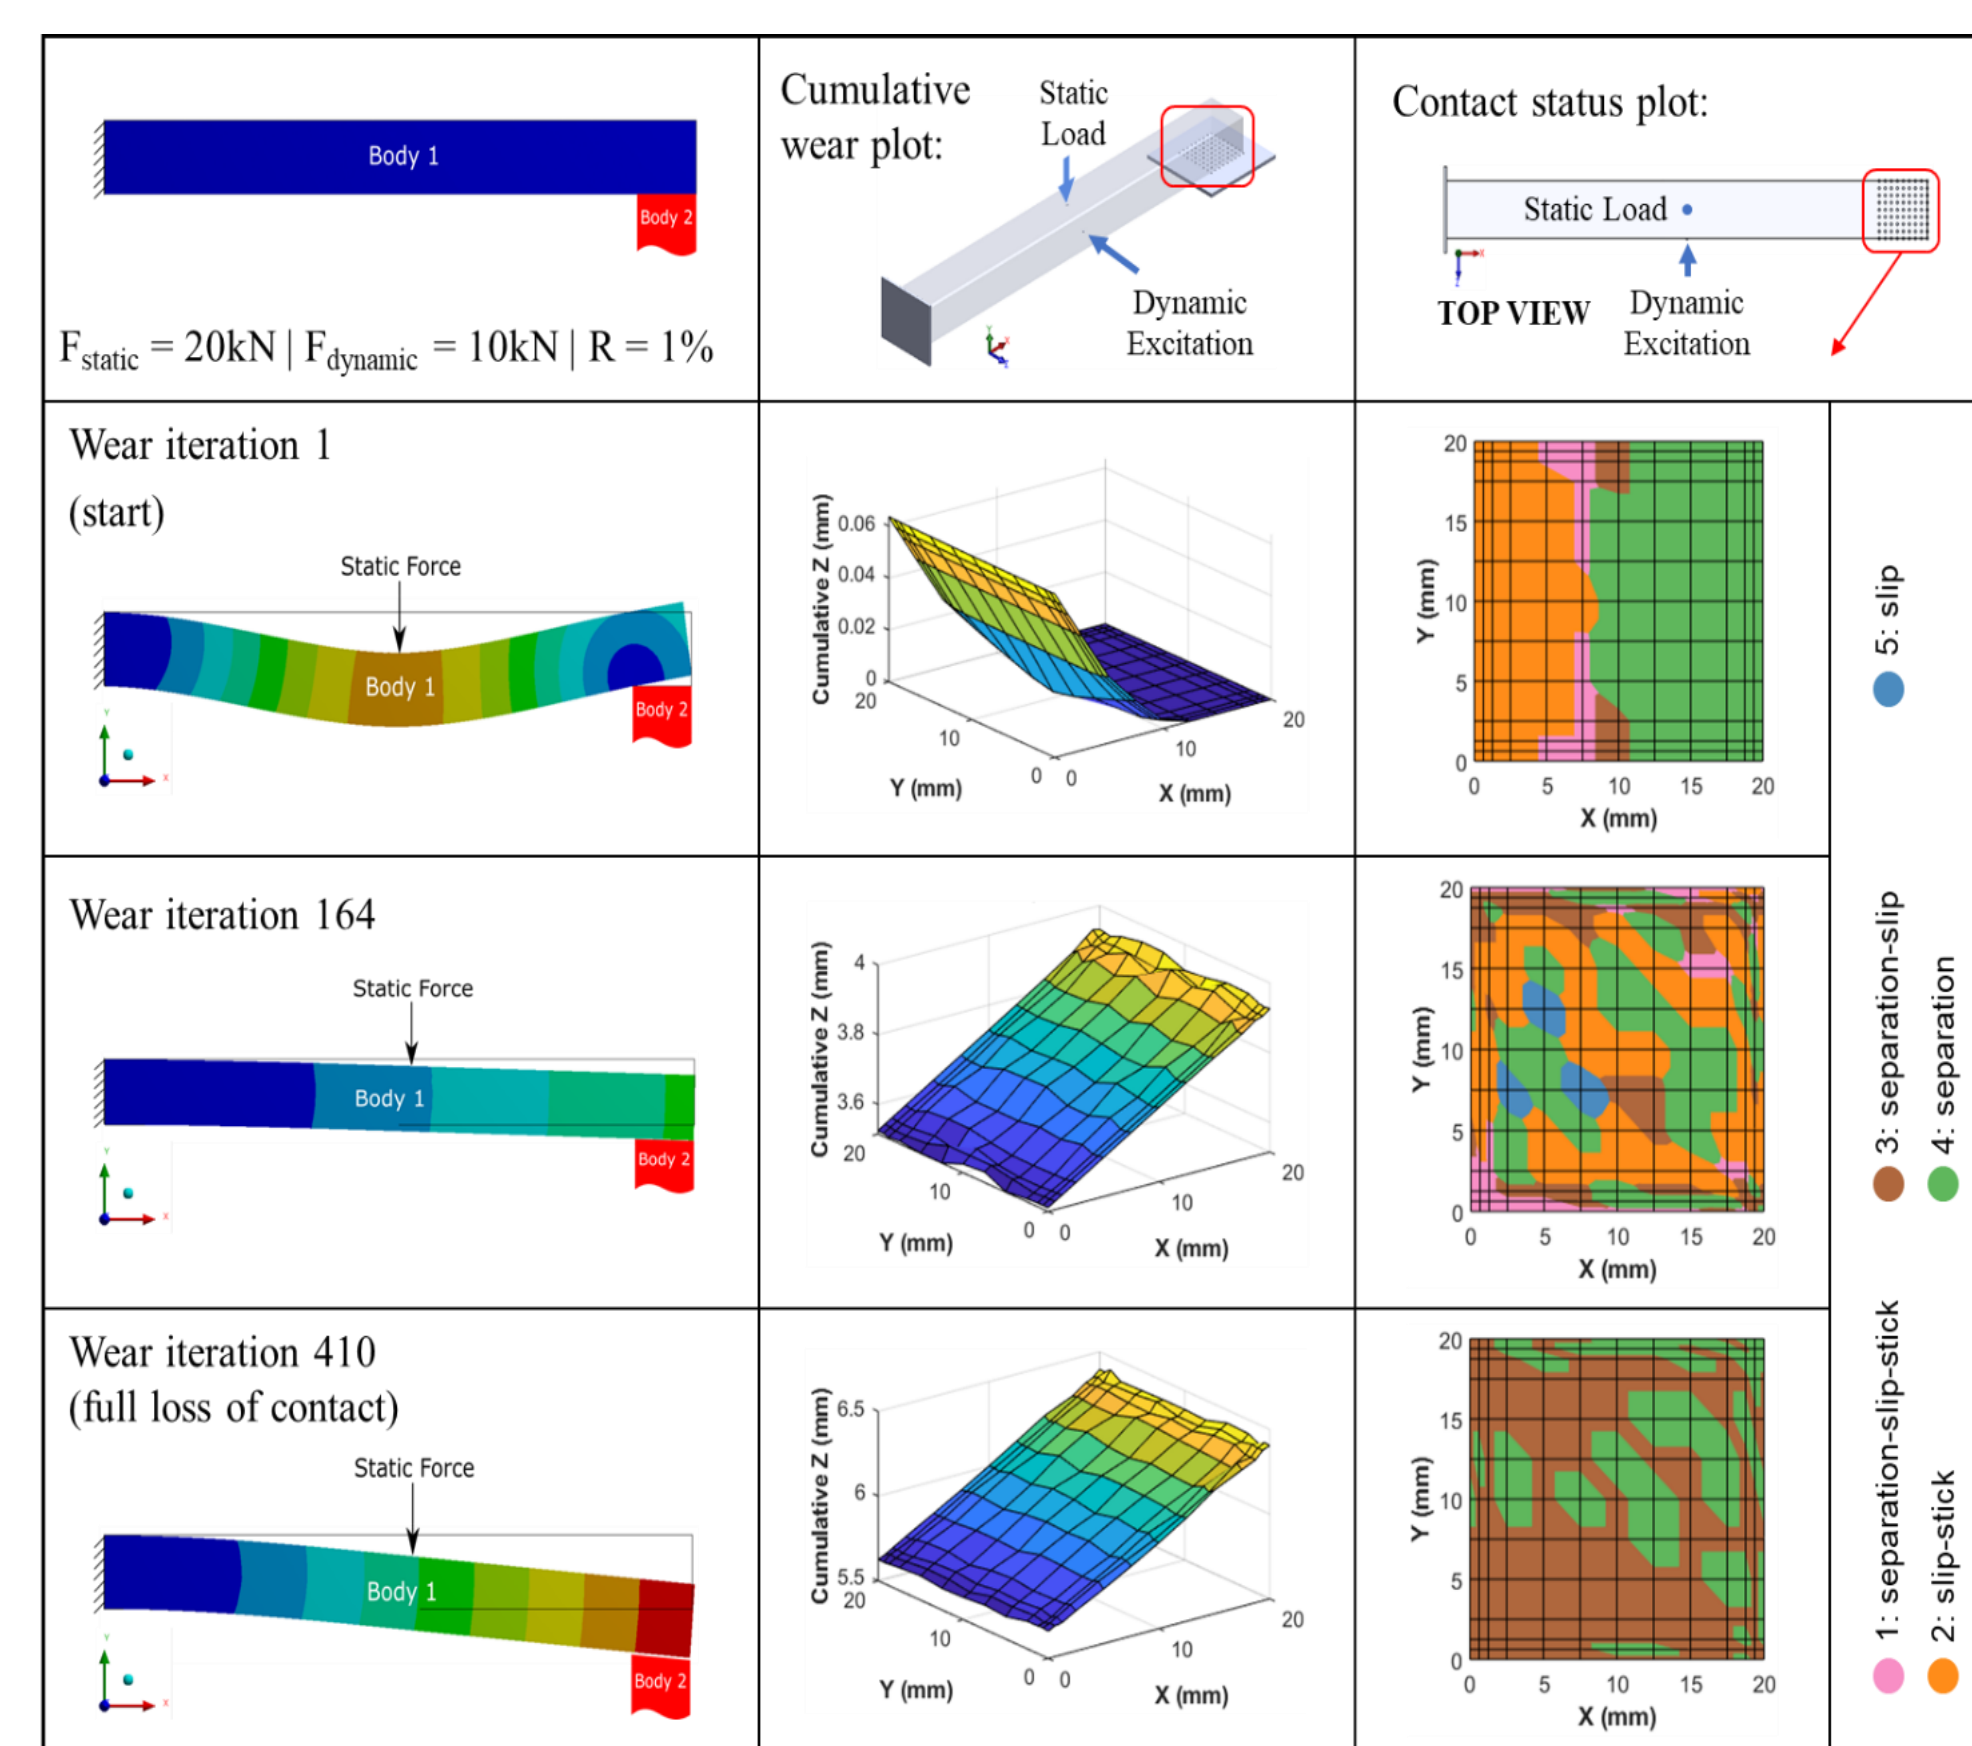 Body 1
Body 2
F_static = 20kN | F_dynamic = 10kN | R = 1%
Cumulative
wear plot:
Static
Load
Dynamic
Excitation
Contact status plot:
Static Load
TOP VIEW
Dynamic
Excitation
Wear iteration 1
(start)
Static Force
Body 1
Body 2
Y
X
Cumulative Z (mm)
0.06
0.04
0.02
0
20
10
0
Y (mm)
0
10
20
X (mm)
20
15
10
5
0
Y (mm)
0 5 10 15 20
X (mm)
Wear iteration 164
Static Force
Body 1
Body 2
Y
X
Cumulative Z (mm)
4
3.8
3.6
20
10
0
Y (mm)
0
10
20
X (mm)
20
15
10
5
0
Y (mm)
0 5 10 15 20
X (mm)
Wear iteration 410
(full loss of contact)
Static Force
Body 1
Body 2
Y
X
Cumulative Z (mm)
6.5
6
5.5
20
10
0
Y (mm)
0
10
20
X (mm)
20
15
10
5
0
Y (mm)
0 5 10 15 20
X (mm)
1: separation-slip-stick
2: slip-stick
3: separation-slip
4: separation
5: slip